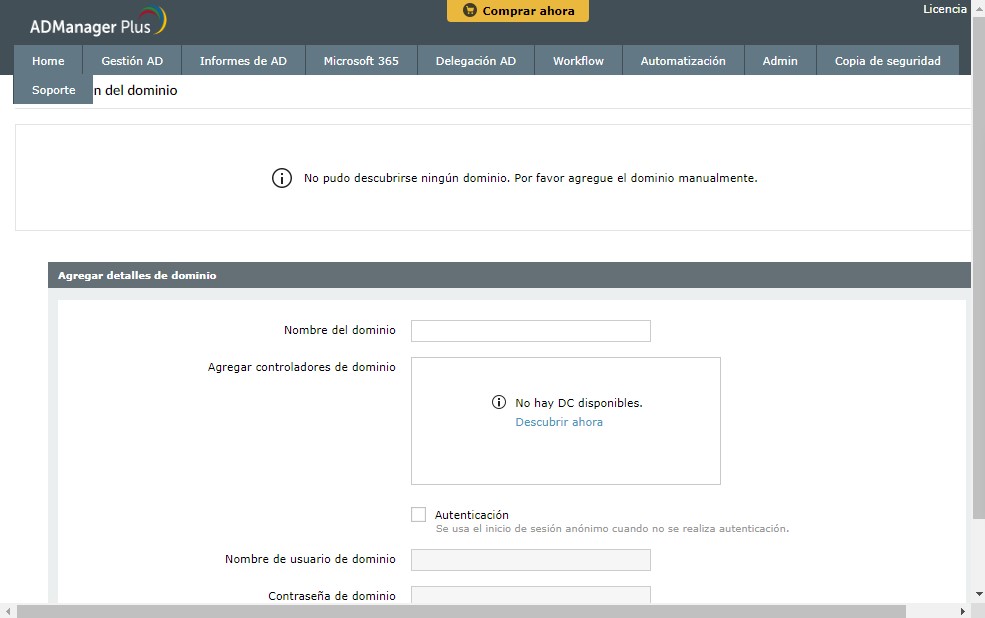 Comprar ahora
Licencia
ADManager Plus
Home Gestión AD Informes de AD Microsoft 365 Delegación AD Workflow Automatización Admin Copia de seguridad
Soporte
n del dominio
No pudo descubrirse ningún dominio. Por favor agregue el dominio manualmente.
Agregar detalles de dominio
Nombre del dominio
Agregar controladores de dominio
No hay DC disponibles.
Descubrir ahora
Autenticación
Se usa el inicio de sesión anónimo cuando no se realiza autenticación.
Nombre de usuario de dominio
Contraseña de dominio